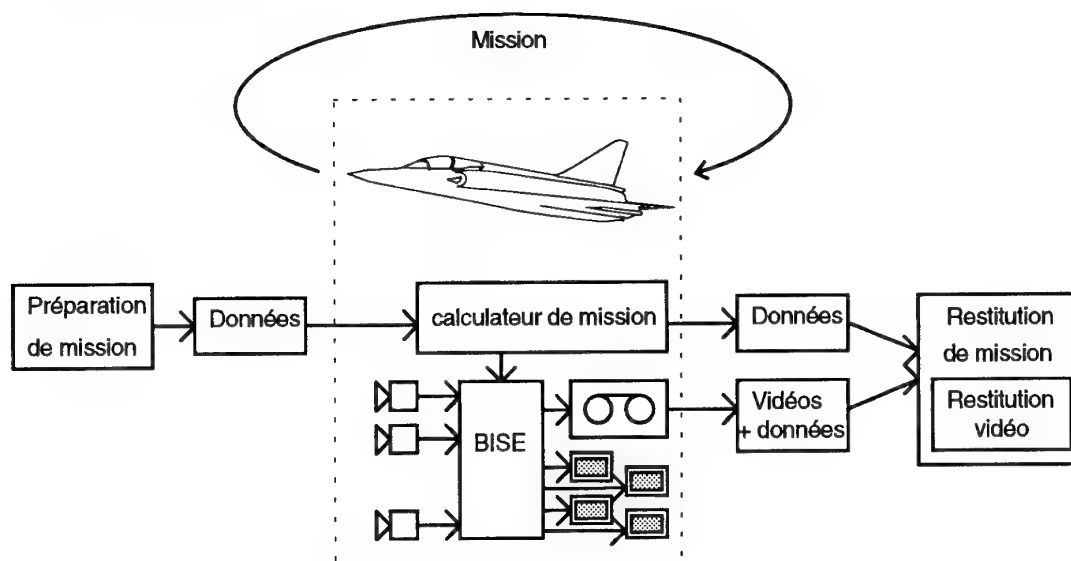 Mission
Préparation
de mission
Données
calculateur de mission
Données
Restitution
de mission
BISE
Vidéos
+ données
Restitution
vidéo